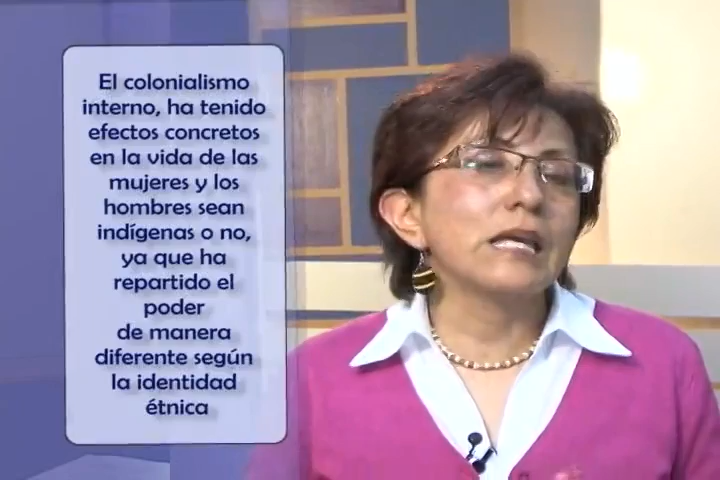 El colonialismo
interno, ha tenido
efectos concretos
en la vida de las
mujeres y los
hombres sean
indígenas o no,
ya que ha
repartido el
poder
de manera
diferente según
la identidad
étnica